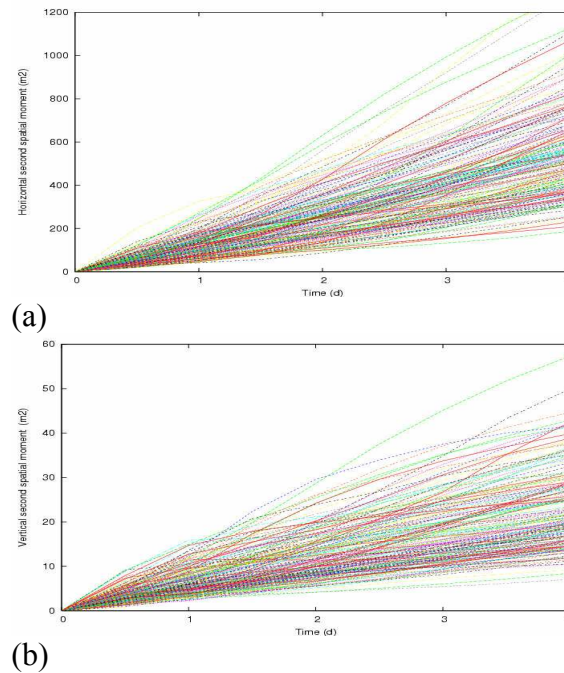 1200
1000
800
600
400
200
0
Horizontal second spatial moment (m2)
0 1 2 3
Time (d)
(a)
60
50
40
30
20
10
0
Vertical second spatial moment (m2)
0 1 2 3
Time (d)
(b)